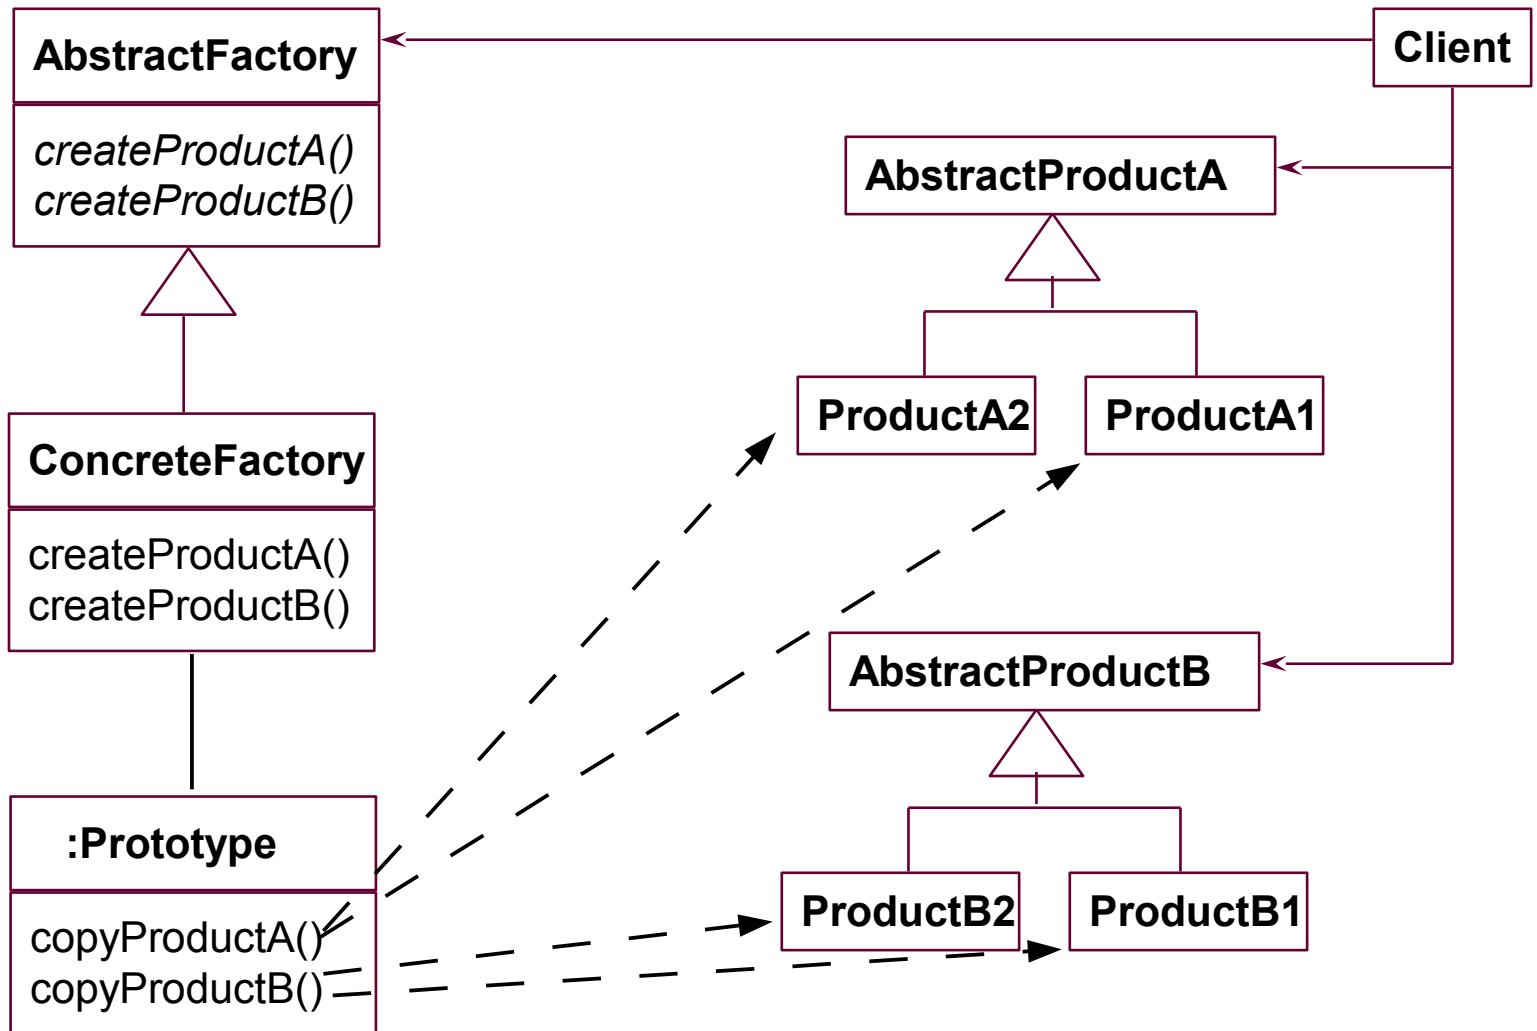 AbstractFactory
createProductA()
createProductB()
Client
AbstractProductA
ProductA2
ProductA1
ConcreteFactory
createProductA()
createProductB()
AbstractProductB
:Prototype
copyProductA()
copyProductB()
ProductB2
ProductB1